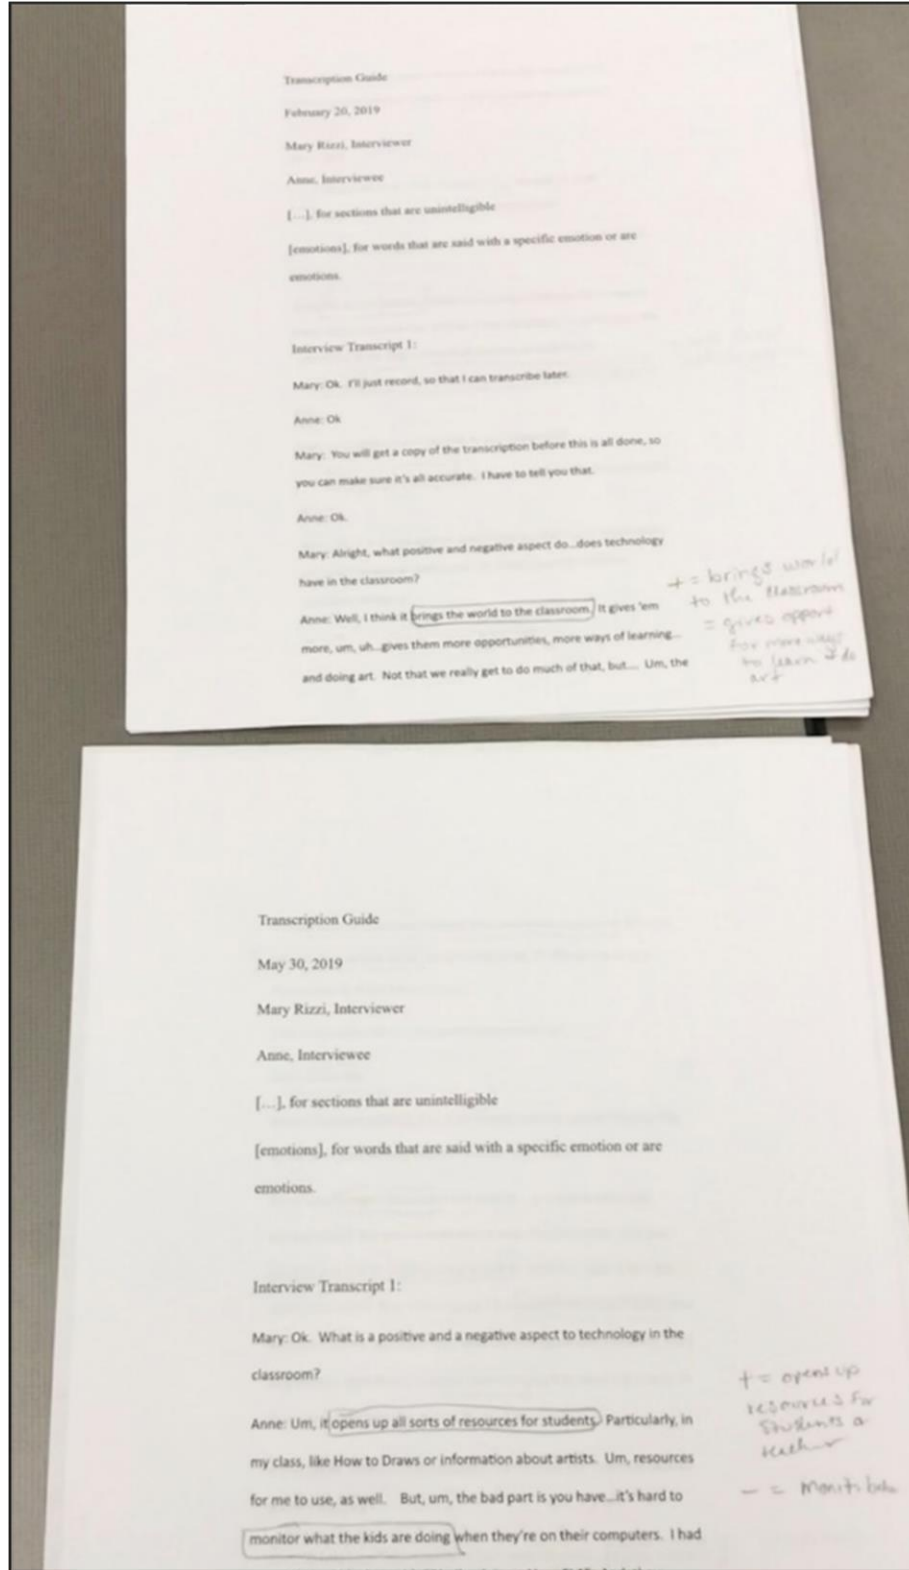 Transcription Guide
February 20, 2019
Mary Rizzi, Interviewer
Anne, Interviewee
[…], for sections that are unintelligible
[emotions], for words that are said with a specific emotion or are
emotions.
Interview Transcript 1:
Mary: Ok.  I'll just record, so that I can transcribe later.
Anne: Ok
Mary:  You will get a copy of the transcription before this is all done, so
you can make sure it's all accurate.  I have to tell you that.
Anne: Ok.
Mary: Alright, what positive and negative aspect do…does technology
have in the classroom?
Anne: Well, I think it brings the world to the classroom.  It gives 'em
more, um, uh…gives them more opportunities, more ways of learning…
and doing art.  Not that we really get to do much of that, but….  Um, the
+ = brings world
to the classroom
= gives opport
for more ways
to learn & do
art
Transcription Guide
May 30, 2019
Mary Rizzi, Interviewer
Anne, Interviewee
[…], for sections that are unintelligible
[emotions], for words that are said with a specific emotion or are
emotions.
Interview Transcript 1:
Mary: Ok.  What is a positive and a negative aspect to technology in the
classroom?
Anne: Um, it opens up all sorts of resources for students.  Particularly, in
my class, like How to Draws or information about artists.  Um, resources
for me to use, as well.   But, um, the bad part is you have…it's hard to
monitor what the kids are doing when they're on their computers.  I had
+ = opens up
resources for
students &
teacher
− =